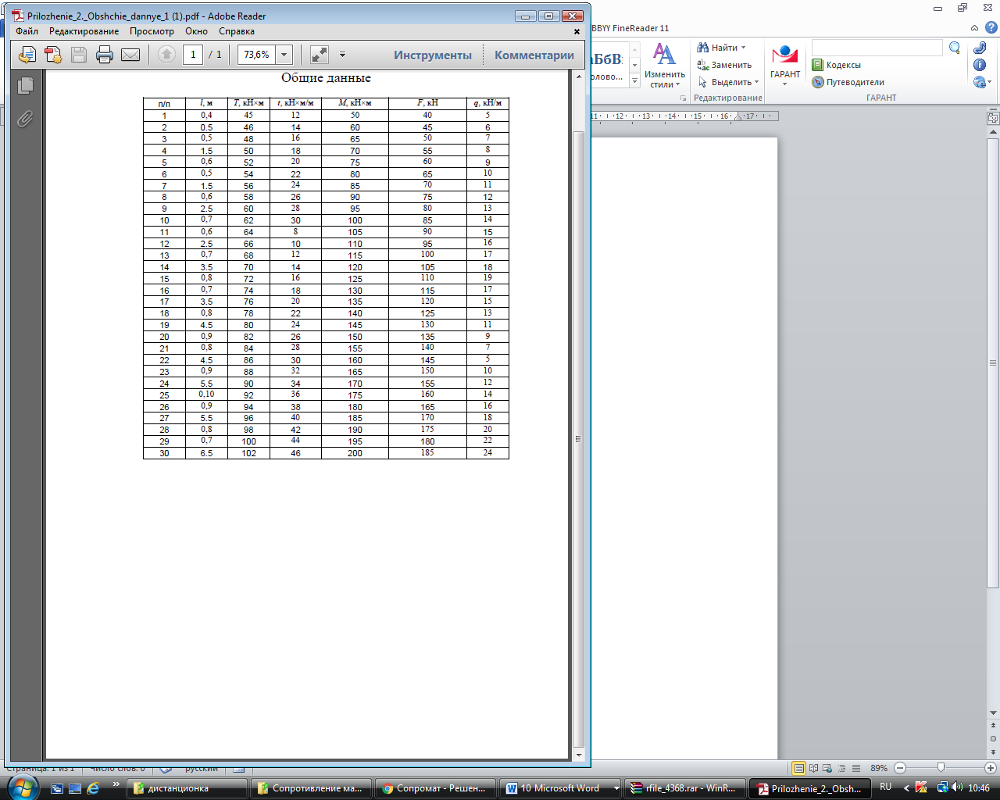 Prilozhenie_2._Obshchie_dannye_1 (1).pdf - Adobe Reader
Файл Редактирование Просмотр Окно Справка
1 / 1 73,6% Инструменты Комментарии
BBYY FineReader 11
Найти
Заменить
Выделить
Изменить стили
Редактирование
ГАРАНТ
Кодексы
Путеводители
ГАРАНТ
11 12 13 14 15 16 17
Общие данные
п/п l, м T, кН×м t, кН×м/м M, кН×м F, кН q, кН/м
1 0,4 45 12 50 40 5
2 0.5 46 14 60 45 6
3 0,5 48 16 65 50 7
4 1.5 50 18 70 55 8
5 0,6 52 20 75 60 9
6 0,5 54 22 80 65 10
7 1.5 56 24 85 70 11
8 0,6 58 26 90 75 12
9 2.5 60 28 95 80 13
10 0,7 62 30 100 85 14
11 0,6 64 8 105 90 15
12 2.5 66 10 110 95 16
13 0,7 68 12 115 100 17
14 3.5 70 14 120 105 18
15 0,8 72 16 125 110 19
16 0,7 74 18 130 115 17
17 3.5 76 20 135 120 15
18 0,8 78 22 140 125 13
19 4.5 80 24 145 130 11
20 0,9 82 26 150 135 9
21 0,8 84 28 155 140 7
22 4.5 86 30 160 145 5
23 0,9 88 32 165 150 10
24 5.5 90 34 170 155 12
25 0,10 92 36 175 160 14
26 0,9 94 38 180 165 16
27 5.5 96 40 185 170 18
28 0,8 98 42 190 175 20
29 0,7 100 44 195 180 22
30 6.5 102 46 200 185 24
Страница: 1 из 1 Число слов: 0 русский 89%
дистанционка Сопротивление ма... Сопромат - Решен... 10 Microsoft Word rfile_4368.rar - WinR... Prilozhenie_2._Obsh... RU 10:46